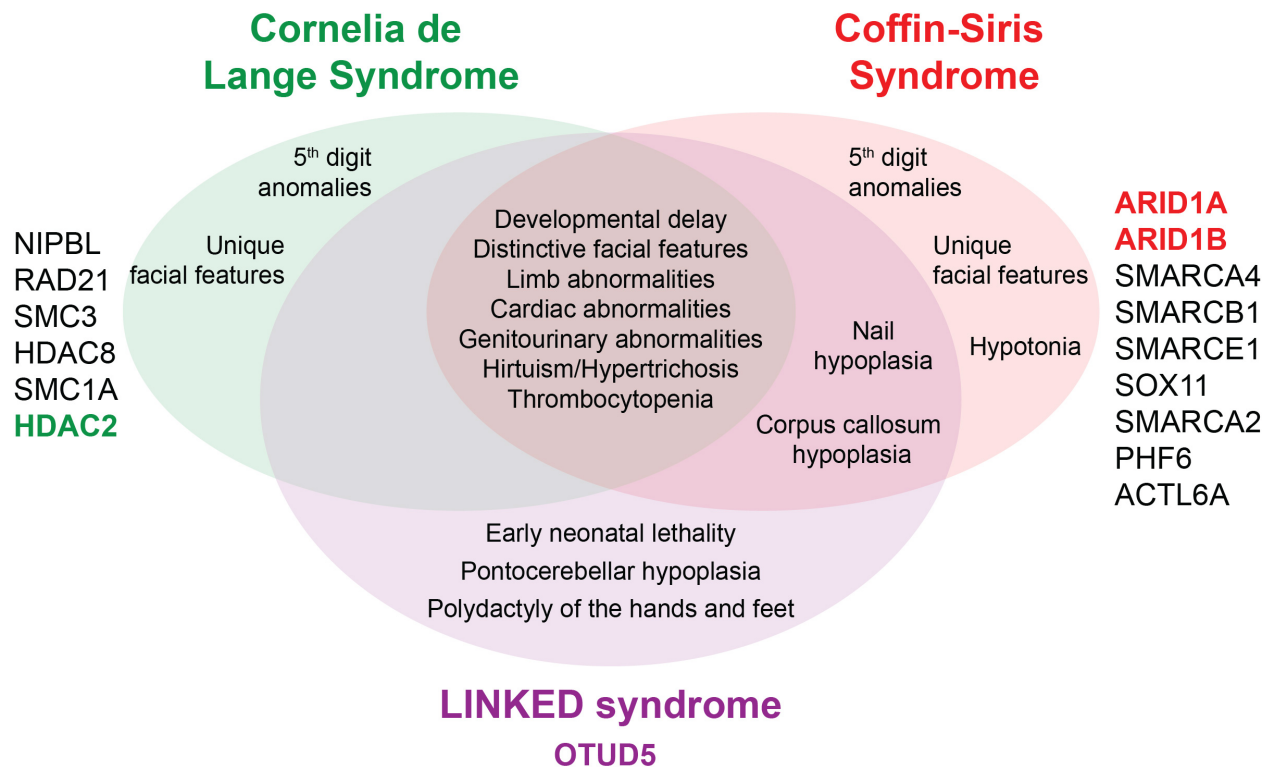 Cornelia de
Lange Syndrome
Coffin-Siris
Syndrome
5th digit
anomalies
Unique
facial features
NIPBL
RAD21
SMC3
HDAC8
SMC1A
HDAC2
Developmental delay
Distinctive facial features
Limb abnormalities
Cardiac abnormalities
Genitourinary abnormalities
Hirtuism/Hypertrichosis
Thrombocytopenia
5th digit
anomalies
Unique
facial features
Hypotonia
Nail
hypoplasia
Corpus callosum
hypoplasia
ARID1A
ARID1B
SMARCA4
SMARCB1
SMARCE1
SOX11
SMARCA2
PHF6
ACTL6A
Early neonatal lethality
Pontocerebellar hypoplasia
Polydactyly of the hands and feet
LINKED syndrome
OTUD5